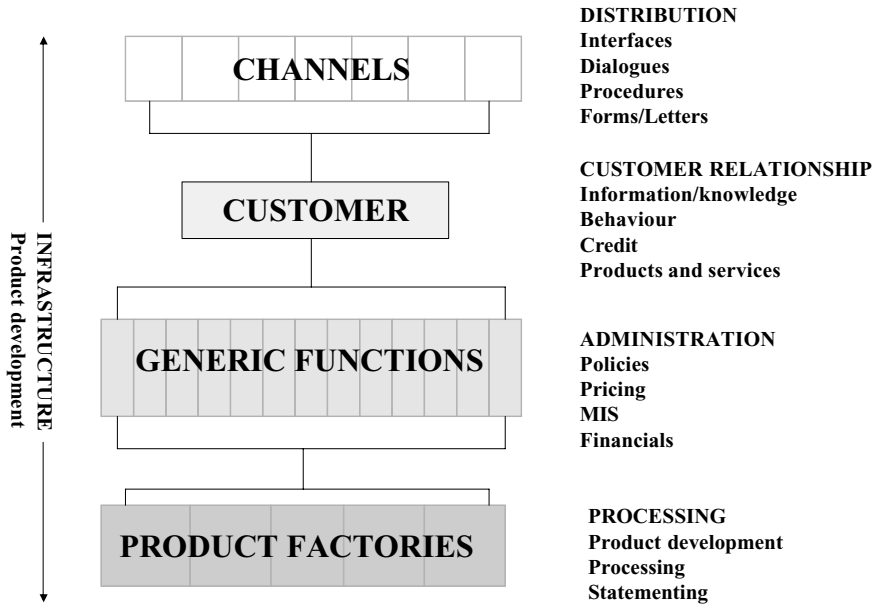 DISTRIBUTION
Interfaces
Dialogues
Procedures
Forms/Letters
CHANNELS
CUSTOMER RELATIONSHIP
Information/knowledge
Behaviour
Credit
Products and services
CUSTOMER
INFRASTRUCTURE
Product development
ADMINISTRATION
Policies
Pricing
MIS
Financials
GENERIC FUNCTIONS
PROCESSING
Product development
Processing
Statementing
PRODUCT FACTORIES